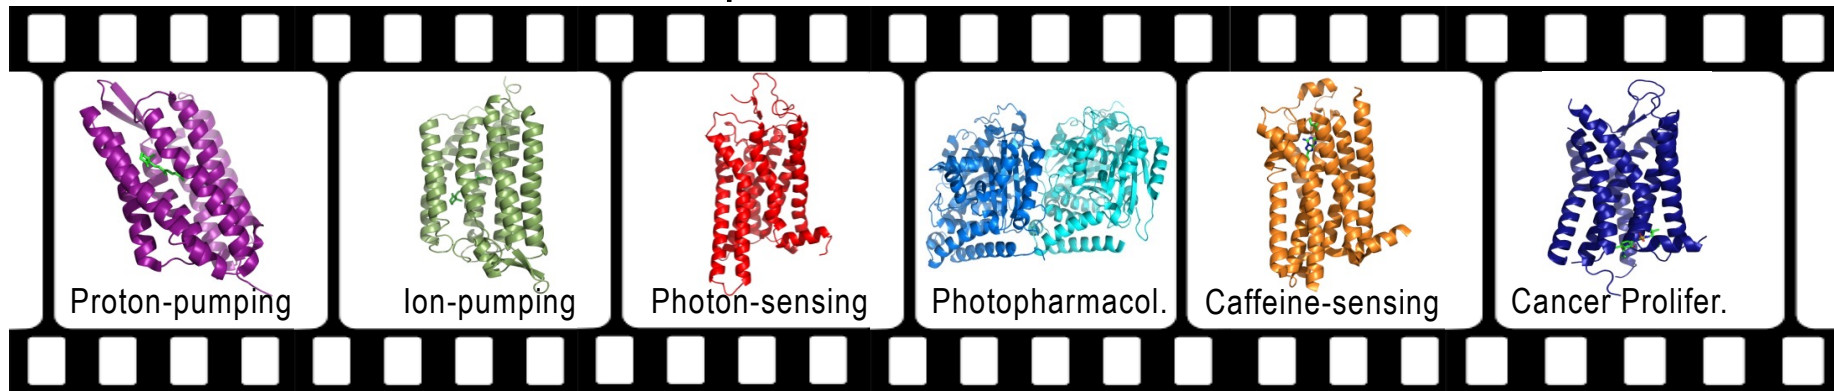 Proton-pumping
Ion-pumping
Photon-sensing
Photopharmacol.
Caffeine-sensing
Cancer Prolifer.